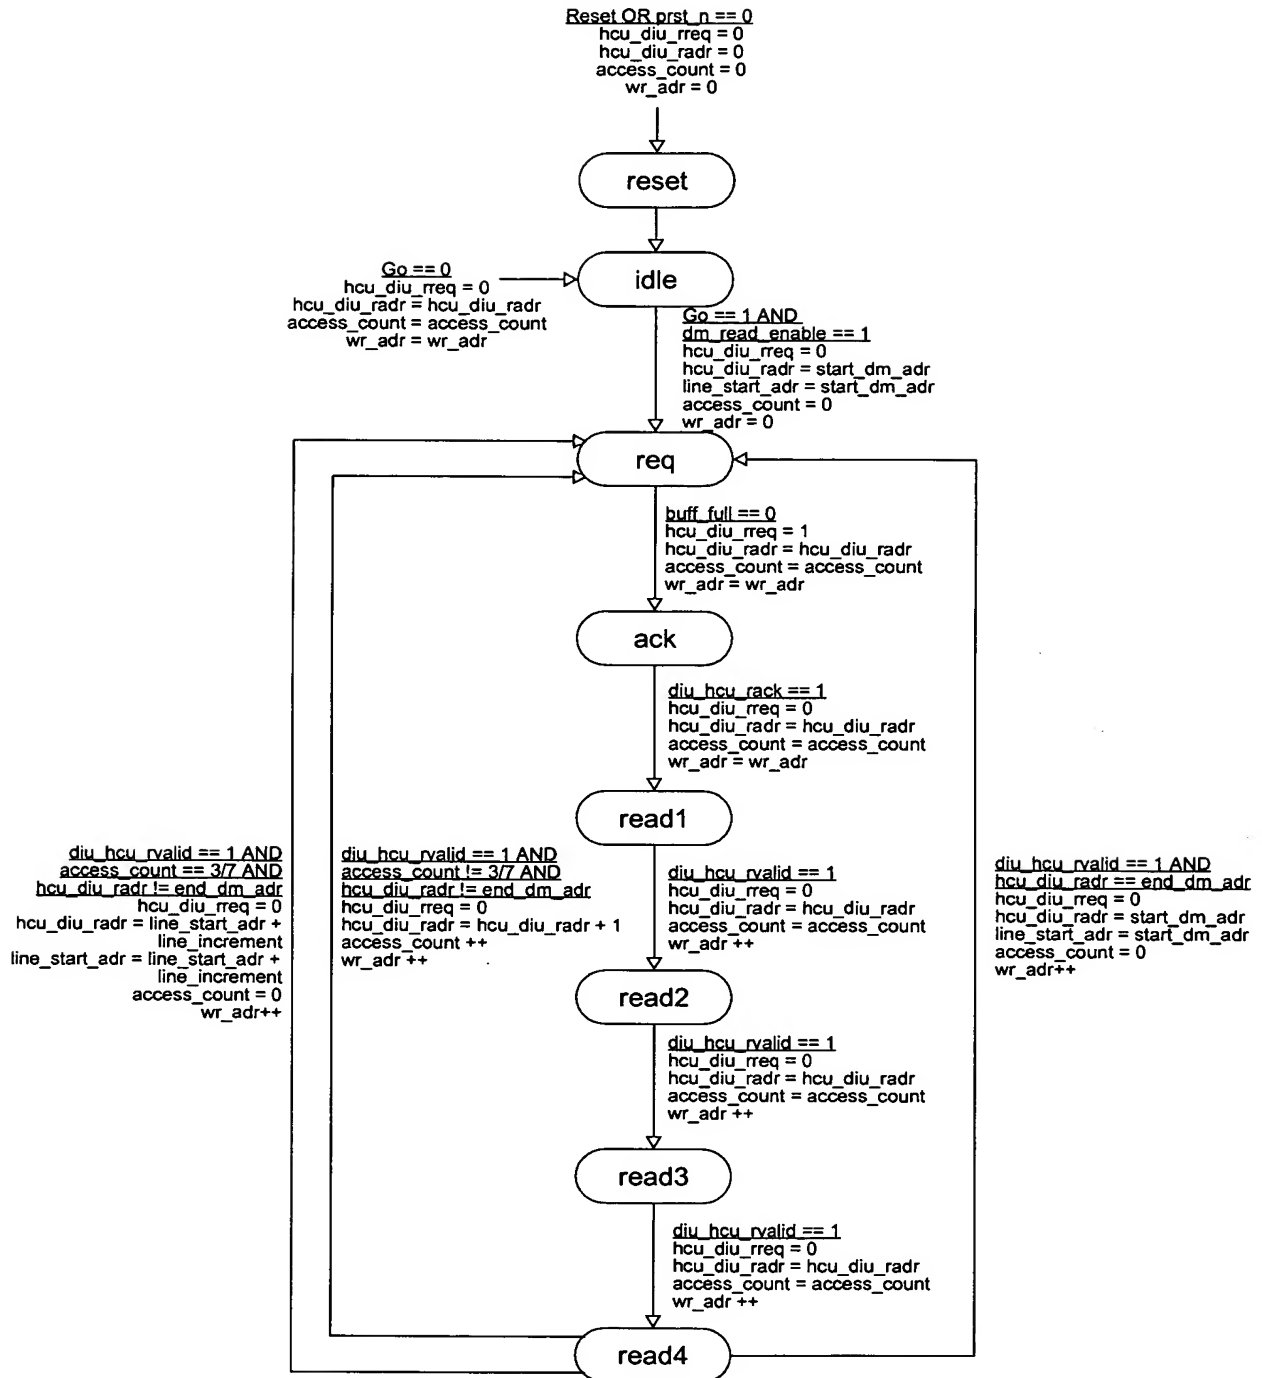 Reset OR prst_n == 0
hcu_diu_rreq = 0
hcu_diu_radr = 0
access_count = 0
wr_adr = 0
reset
idle
Go == 0
hcu_diu_rreq = 0
hcu_diu_radr = hcu_diu_radr
access_count = access_count
wr_adr = wr_adr
Go == 1 AND
dm_read_enable == 1
hcu_diu_rreq = 0
hcu_diu_radr = start_dm_adr
line_start_adr = start_dm_adr
access_count = 0
wr_adr = 0
req
buff_full == 0
hcu_diu_rreq = 1
hcu_diu_radr = hcu_diu_radr
access_count = access_count
wr_adr = wr_adr
ack
diu_hcu_rack == 1
hcu_diu_rreq = 0
hcu_diu_radr = hcu_diu_radr
access_count = access_count
wr_adr = wr_adr
read1
diu_hcu_rvalid == 1 AND
access_count == 3/7 AND
hcu_diu_radr != end_dm_adr
hcu_diu_rreq = 0
hcu_diu_radr = line_start_adr +
line_increment
line_start_adr = line_start_adr +
line_increment
access_count = 0
wr_adr++
diu_hcu_rvalid == 1 AND
access_count != 3/7 AND
hcu_diu_radr != end_dm_adr
hcu_diu_rreq = 0
hcu_diu_radr = hcu_diu_radr + 1
access_count ++
wr_adr ++
diu_hcu_rvalid == 1
hcu_diu_rreq = 0
hcu_diu_radr = hcu_diu_radr
access_count = access_count
wr_adr ++
diu_hcu_rvalid == 1 AND
hcu_diu_radr == end_dm_adr
hcu_diu_rreq = 0
hcu_diu_radr = start_dm_adr
line_start_adr = start_dm_adr
access_count = 0
wr_adr++
read2
diu_hcu_rvalid == 1
hcu_diu_rreq = 0
hcu_diu_radr = hcu_diu_radr
access_count = access_count
wr_adr ++
read3
diu_hcu_rvalid == 1
hcu_diu_rreq = 0
hcu_diu_radr = hcu_diu_radr
access_count = access_count
wr_adr ++
read4